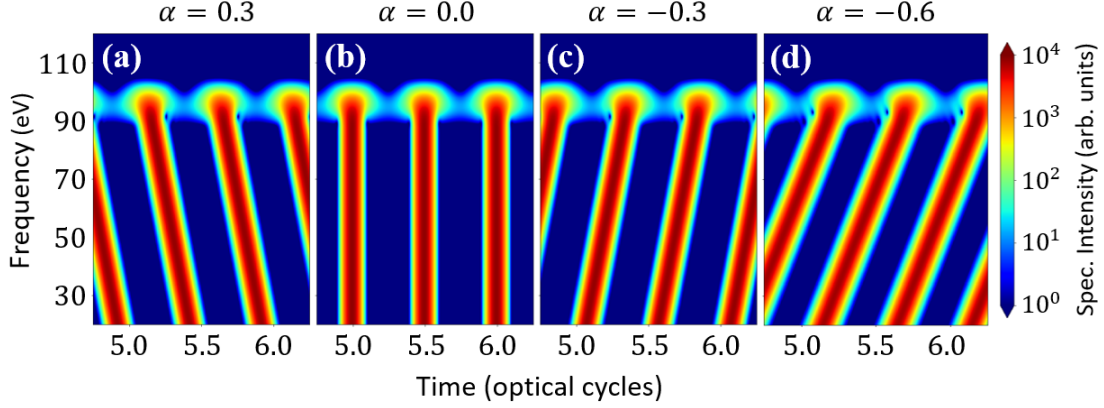 α = 0.3 α = 0.0 α = −0.3 α = −0.6
(a) (b) (c) (d)
110
90
70
50
30
Frequency (eV)
5.0 5.5 6.0 5.0 5.5 6.0 5.0 5.5 6.0 5.0 5.5 6.0
Time (optical cycles)
10⁴
10³
10²
10¹
10⁰
Spec. Intensity (arb. units)